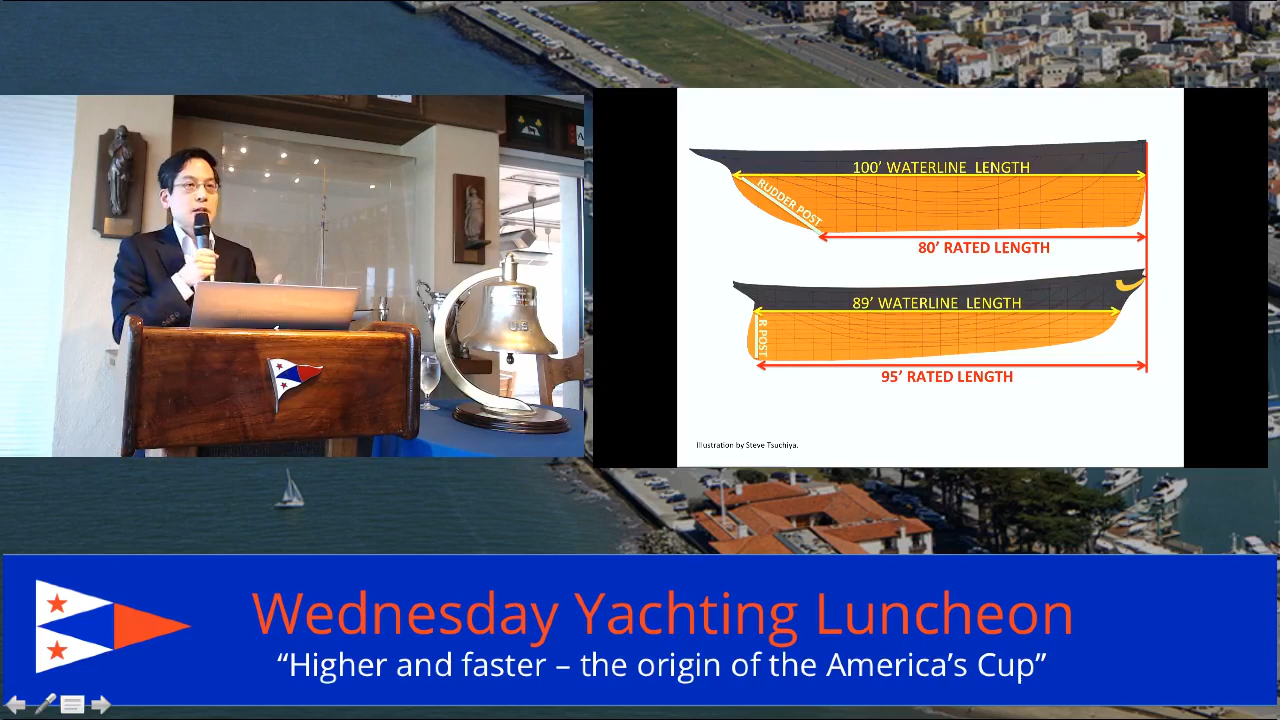 100’ WATERLINE LENGTH
RUDDER POST
80’ RATED LENGTH
89’ WATERLINE LENGTH
R POST
95’ RATED LENGTH
Illustration by Steve Tsuchiya.
U.S
Wednesday Yachting Luncheon
“Higher and faster – the origin of the America’s Cup”